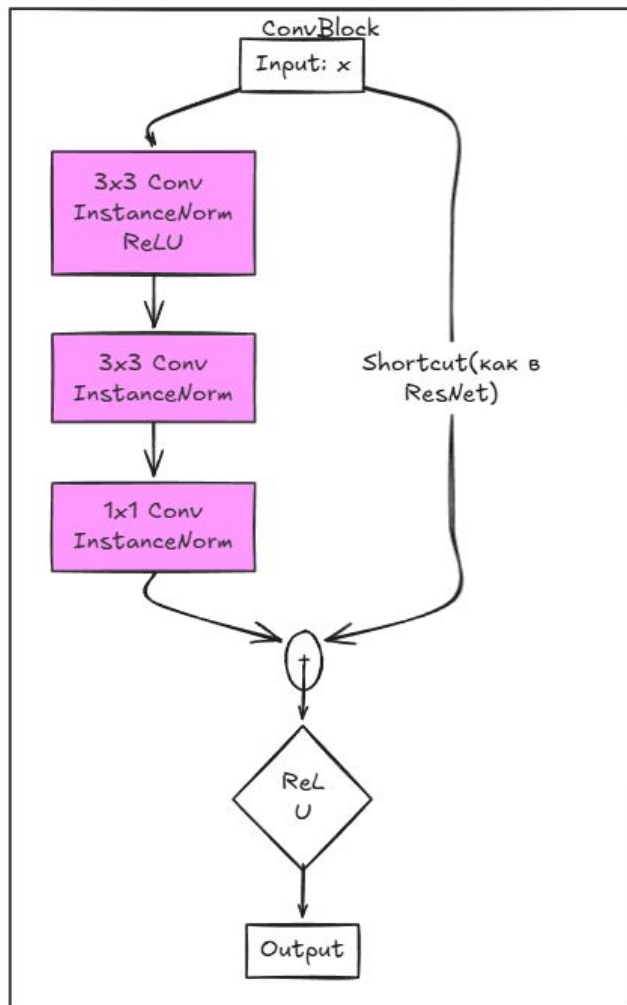 ConvBlock
Input: x
3x3 Conv
InstanceNorm
ReLU
3x3 Conv
InstanceNorm
1x1 Conv
InstanceNorm
Shortcut(как в
ResNet)
+
ReL
U
Output